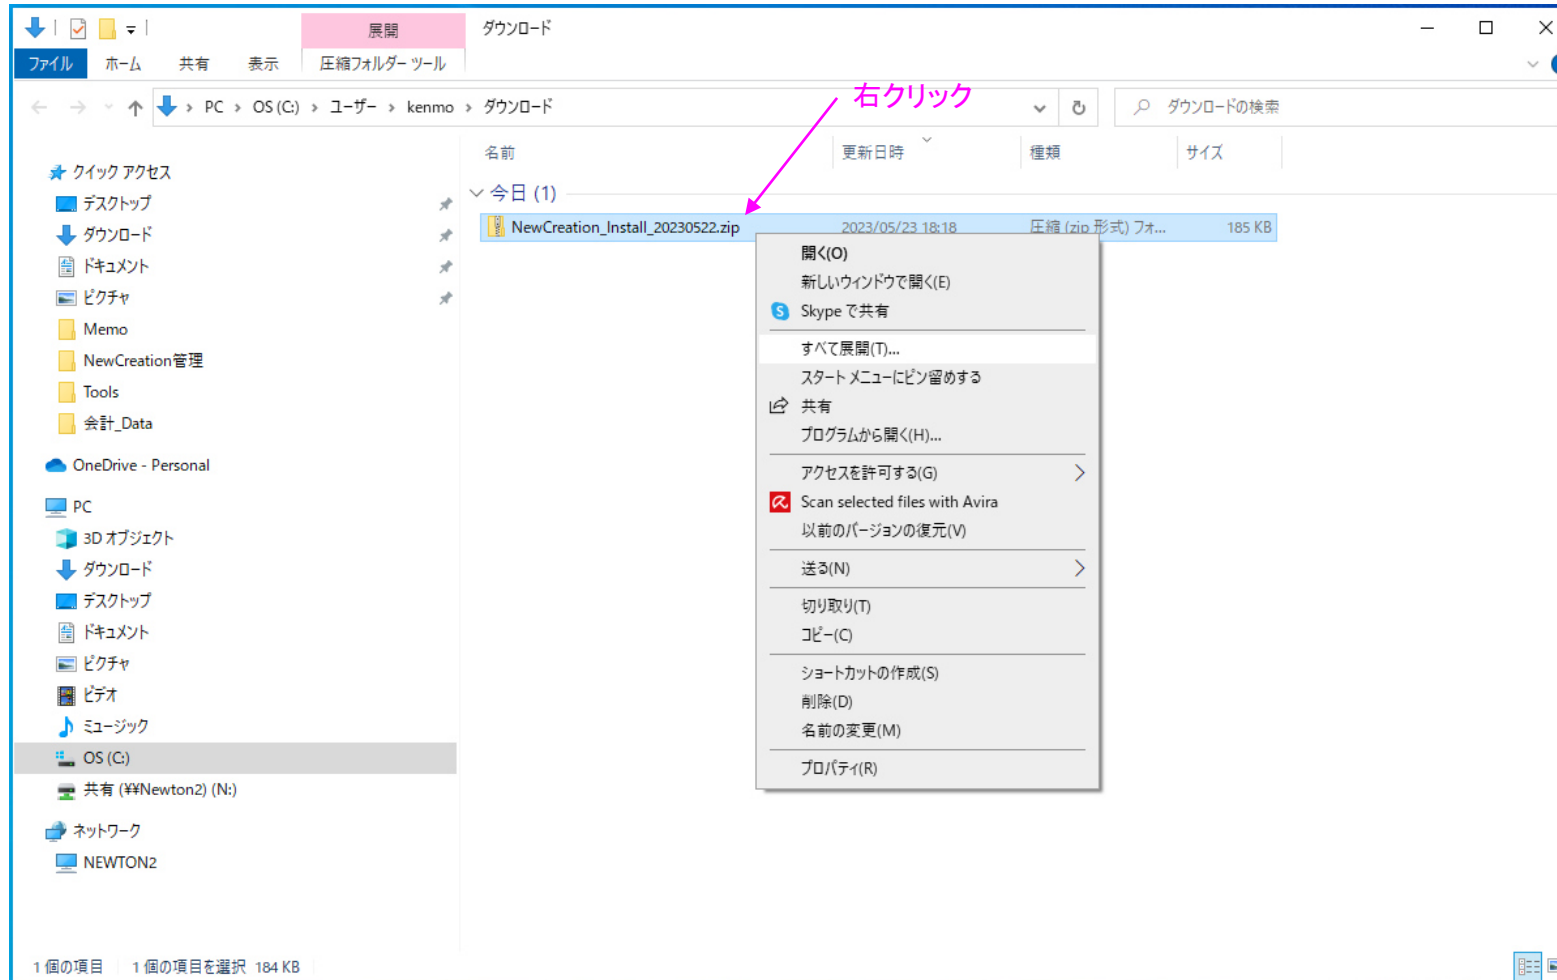 展開
ダウンロード
ファイル ホーム 共有 表示 圧縮フォルダー ツール
PC › OS (C:) › ユーザー › kenmo › ダウンロード
ダウンロードの検索
右クリック
名前 更新日時 種類 サイズ
今日 (1)
NewCreation_Install_20230522.zip 2023/05/23 18:18 圧縮 (zip 形式) フォ... 185 KB
クイック アクセス
デスクトップ
ダウンロード
ドキュメント
ピクチャ
Memo
NewCreation管理
Tools
会計_Data
OneDrive - Personal
PC
3D オブジェクト
ダウンロード
デスクトップ
ドキュメント
ピクチャ
ビデオ
ミュージック
OS (C:)
共有 (¥¥Newton2) (N:)
ネットワーク
NEWTON2
開く(O)
新しいウィンドウで開く(E)
Skype で共有
すべて展開(T)...
スタート メニューにピン留めする
共有
プログラムから開く(H)...
アクセスを許可する(G)
Scan selected files with Avira
以前のバージョンの復元(V)
送る(N)
切り取り(T)
コピー(C)
ショートカットの作成(S)
削除(D)
名前の変更(M)
プロパティ(R)
1 個の項目 1 個の項目を選択 184 KB